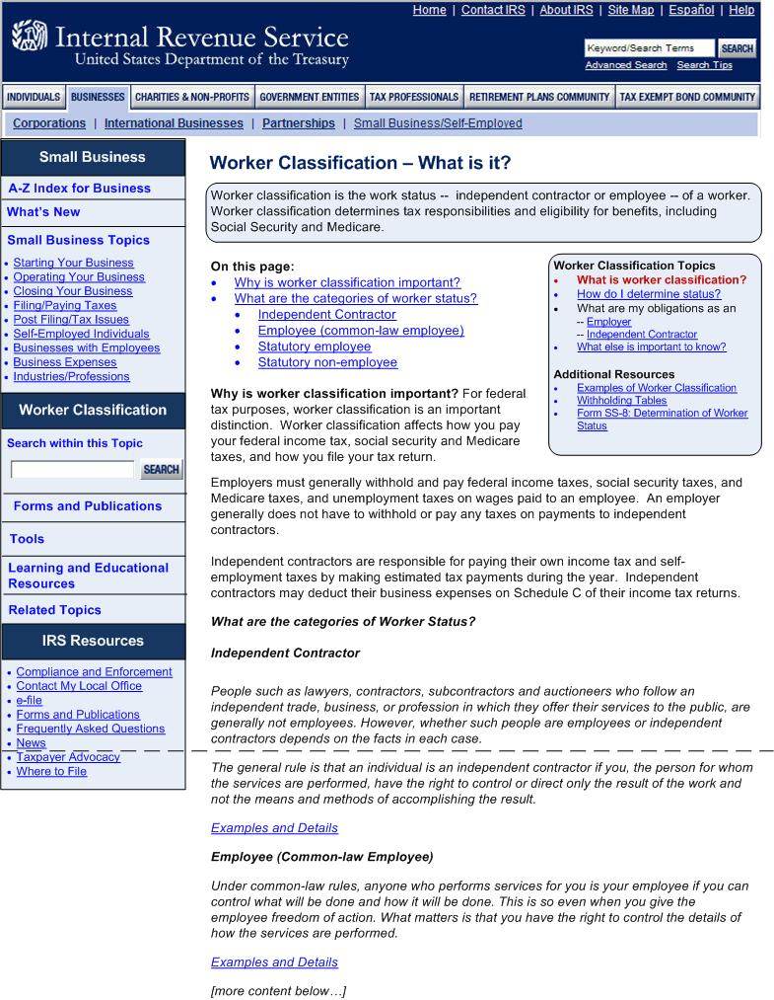 Home | Contact IRS | About IRS | Site Map | Español | Help
Internal Revenue Service
United States Department of the Treasury
Keyword/Search Terms SEARCH
Advanced Search Search Tips
INDIVIDUALS BUSINESSES CHARITIES & NON-PROFITS GOVERNMENT ENTITIES TAX PROFESSIONALS RETIREMENT PLANS COMMUNITY TAX EXEMPT BOND COMMUNITY
Corporations | International Businesses | Partnerships | Small Business/Self-Employed
Small Business
A-Z Index for Business
What's New
Small Business Topics
• Starting Your Business
• Operating Your Business
• Closing Your Business
• Filing/Paying Taxes
• Post Filing/Tax Issues
• Self-Employed Individuals
• Businesses with Employees
• Business Expenses
• Industries/Professions
Worker Classification
Search within this Topic
SEARCH
Forms and Publications
Tools
Learning and Educational
Resources
Related Topics
IRS Resources
• Compliance and Enforcement
• Contact My Local Office
• e-file
• Forms and Publications
• Frequently Asked Questions
• News
• Taxpayer Advocacy
• Where to File
Worker Classification – What is it?
Worker classification is the work status -- independent contractor or employee -- of a worker.
Worker classification determines tax responsibilities and eligibility for benefits, including
Social Security and Medicare.
On this page:
• Why is worker classification important?
• What are the categories of worker status?
• Independent Contractor
• Employee (common-law employee)
• Statutory employee
• Statutory non-employee
Worker Classification Topics
• What is worker classification?
• How do I determine status?
• What are my obligations as an
-- Employer
-- Independent Contractor
• What else is important to know?
Additional Resources
• Examples of Worker Classification
• Withholding Tables
• Form SS-8: Determination of Worker
Status
Why is worker classification important? For federal
tax purposes, worker classification is an important
distinction. Worker classification affects how you pay
your federal income tax, social security and Medicare
taxes, and how you file your tax return.
Employers must generally withhold and pay federal income taxes, social security taxes, and
Medicare taxes, and unemployment taxes on wages paid to an employee. An employer
generally does not have to withhold or pay any taxes on payments to independent
contractors.
Independent contractors are responsible for paying their own income tax and self-
employment taxes by making estimated tax payments during the year. Independent
contractors may deduct their business expenses on Schedule C of their income tax returns.
What are the categories of Worker Status?
Independent Contractor
People such as lawyers, contractors, subcontractors and auctioneers who follow an
independent trade, business, or profession in which they offer their services to the public, are
generally not employees. However, whether such people are employees or independent
contractors depends on the facts in each case.
The general rule is that an individual is an independent contractor if you, the person for whom
the services are performed, have the right to control or direct only the result of the work and
not the means and methods of accomplishing the result.
Examples and Details
Employee (Common-law Employee)
Under common-law rules, anyone who performs services for you is your employee if you can
control what will be done and how it will be done. This is so even when you give the
employee freedom of action. What matters is that you have the right to control the details of
how the services are performed.
Examples and Details
[more content below…]